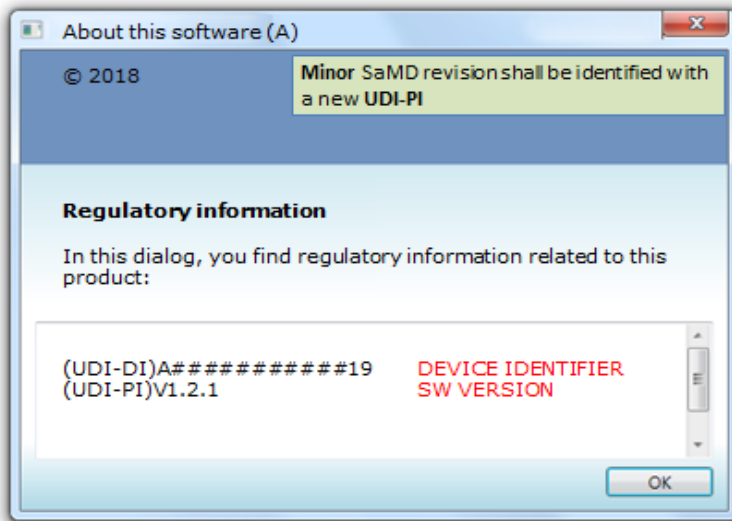 About this software (A)
© 2018
Minor SaMD revision shall be identified with
a new UDI-PI
Regulatory information
In this dialog, you find regulatory information related to this
product:
(UDI-DI)A###########19 DEVICE IDENTIFIER
(UDI-PI)V1.2.1 SW VERSION
OK